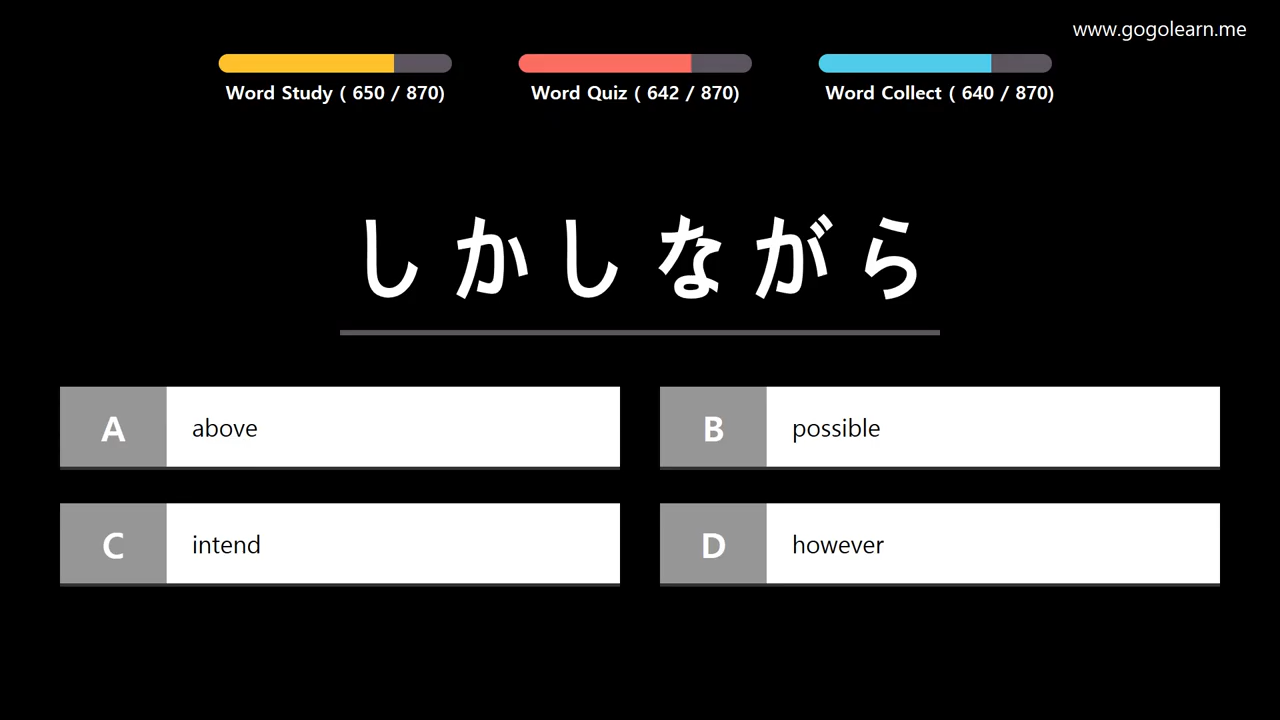 www.gogolearn.me
Word Study ( 650 / 870)
Word Quiz ( 642 / 870)
Word Collect ( 640 / 870)
しかしながら
A above
B possible
C intend
D however